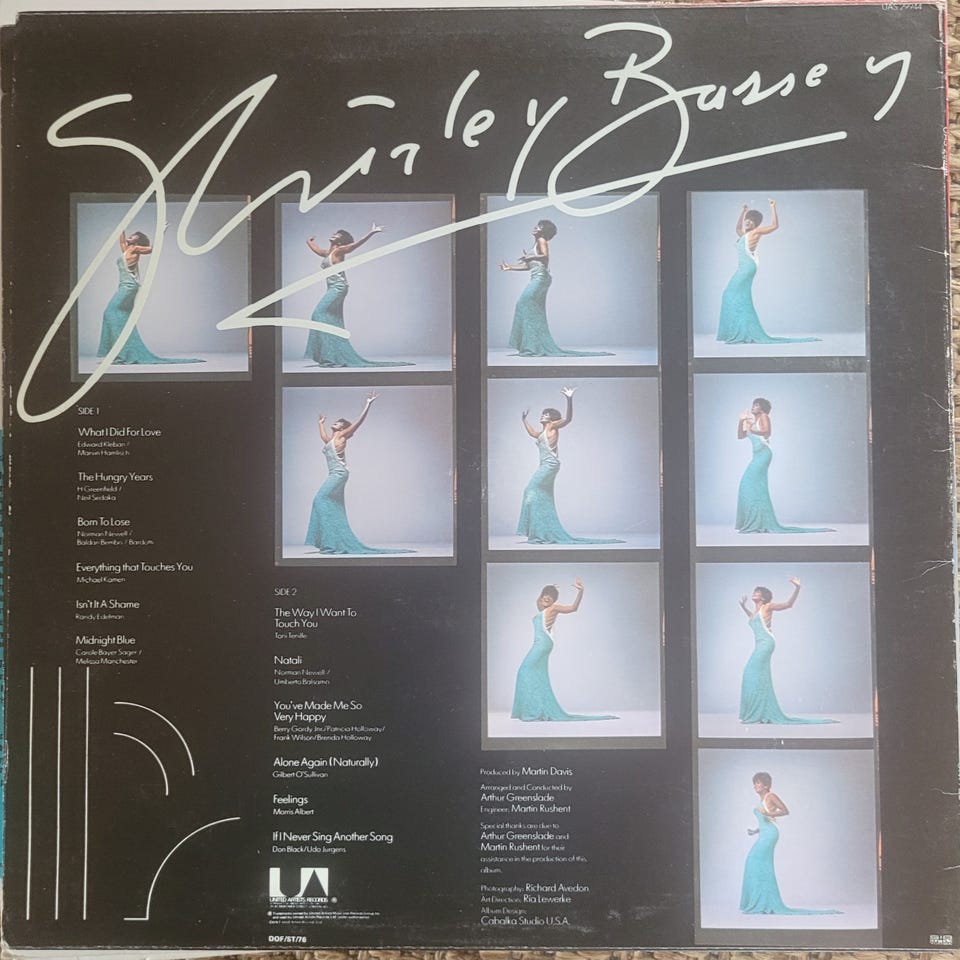 UAS 29944
Shirley Bassey
SIDE 1
What I Did For Love
Edward Kleban /
Marvin Hamlisch
The Hungry Years
H Greenfield /
Neil Sedaka
Born To Lose
Norman Newell /
Baldan Bembo / Bardotti
Everything that Touches You
Michael Kamen
Isn't It A Shame
Randy Edelman
Midnight Blue
Carole Bayer Sager /
Melissa Manchester
SIDE 2
The Way I Want To
Touch You
Toni Tenille
Natali
Norman Newell /
Umberto Balsamo
You've Made Me So
Very Happy
Berry Gordy Jnr/Patricia Holloway/
Frank Wilson/Brenda Holloway
Alone Again (Naturally)
Gilbert O'Sullivan
Feelings
Morris Albert
If I Never Sing Another Song
Don Black/Udo Jurgens
UA
UNITED ARTISTS RECORDS
DOF/ST/76
Produced by Martin Davis
Arranged and Conducted by
Arthur Greenslade
Engineer: Martin Rushent
Special thanks are due to
Arthur Greenslade and
Martin Rushent for their
assistance in the production of this
album.
Photography: Richard Avedon
Art Direction: Ria Lewerke
Album Design:
Cabalka Studio U.S.A.